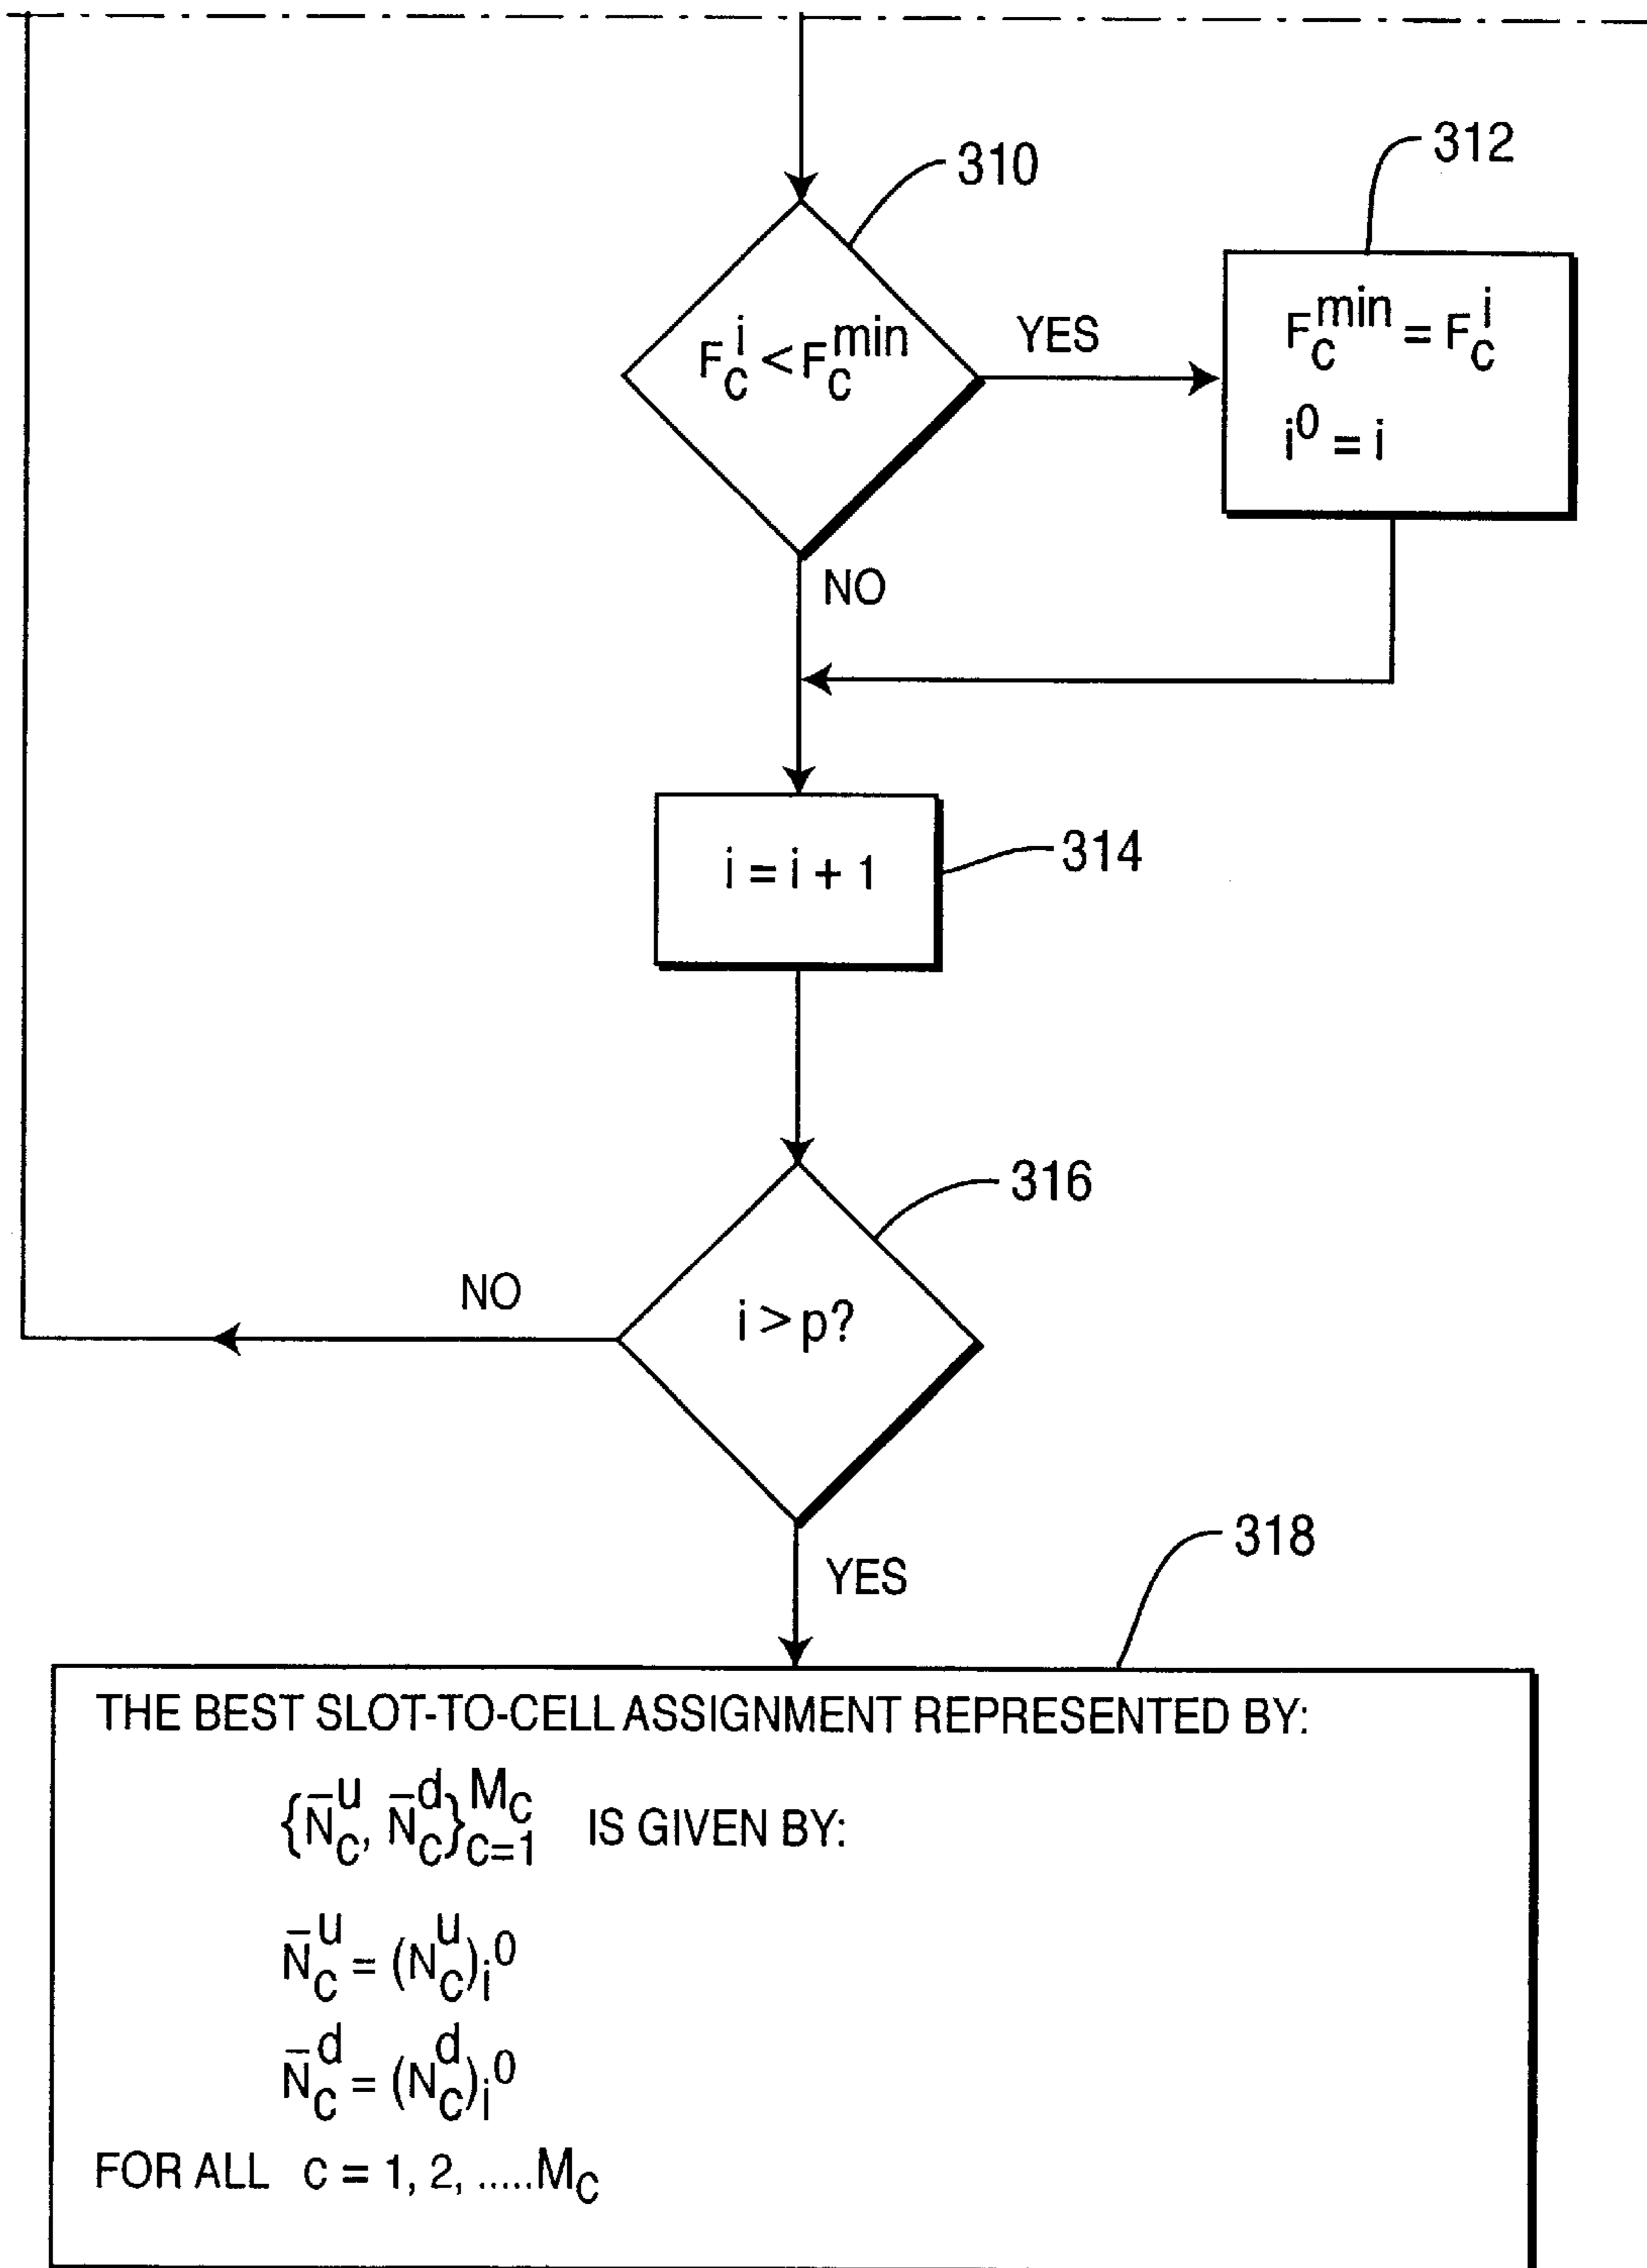 310
312
F_C^i < F_C^min
YES
F_C^min = F_C^i
i^0 = i
NO
i = i + 1
314
316
NO
i > p?
318
YES
THE BEST SLOT-TO-CELL ASSIGNMENT REPRESENTED BY:
{N̄_C^u, N̄_C^d}_{C=1}^{M_C} IS GIVEN BY:
N̄_C^u = (N_C^u)_{i^0}
N̄_C^d = (N_C^d)_{i^0}
FOR ALL C = 1, 2, .....M_C